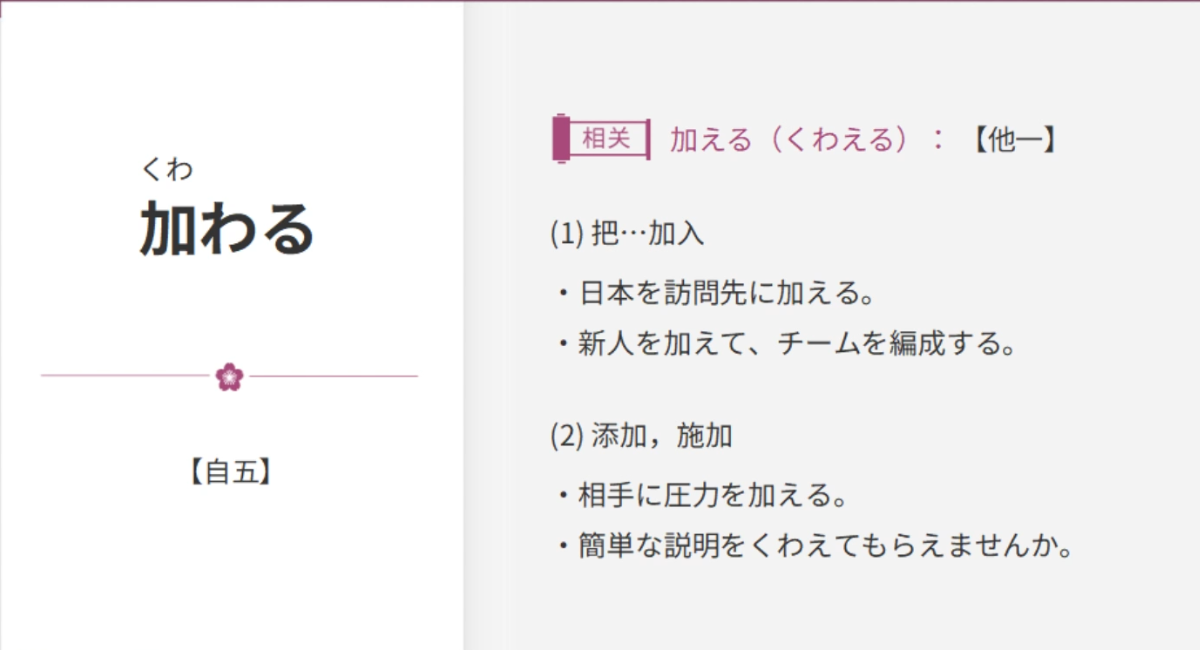 くわ
加わる
【自五】
相关 加える（くわえる）：【他一】
(1) 把…加入
・日本を訪問先に加える。
・新人を加えて、チームを編成する。
(2) 添加，施加
・相手に圧力を加える。
・簡単な説明をくわえてもらえませんか。